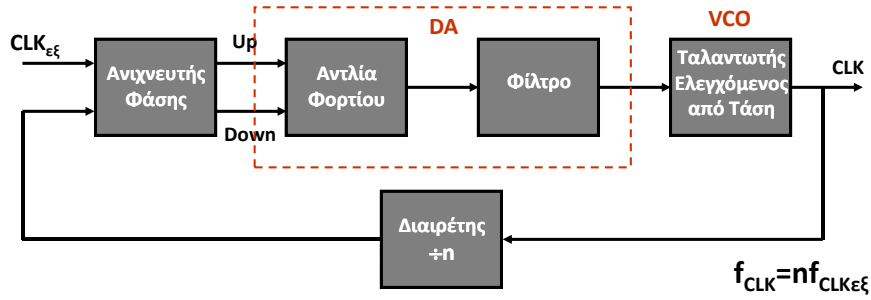 VCO
DA
CLKεξ
Up
Ανιχνευτής
Φάσης
Αντλία
Φορτίου
Φίλτρο
Ταλαντωτής
Ελεγχόμενος
από Τάση
CLK
Down
Διαιρέτης
÷n
fCLK=nfCLKεξ